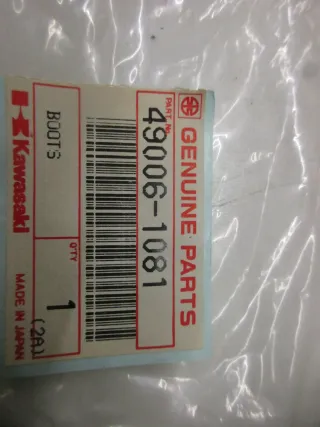 GENUINE PARTS
PART No.
49006-1081
BOOTS
Q'TY
1
(2A)
Kawasaki
MADE IN JAPAN